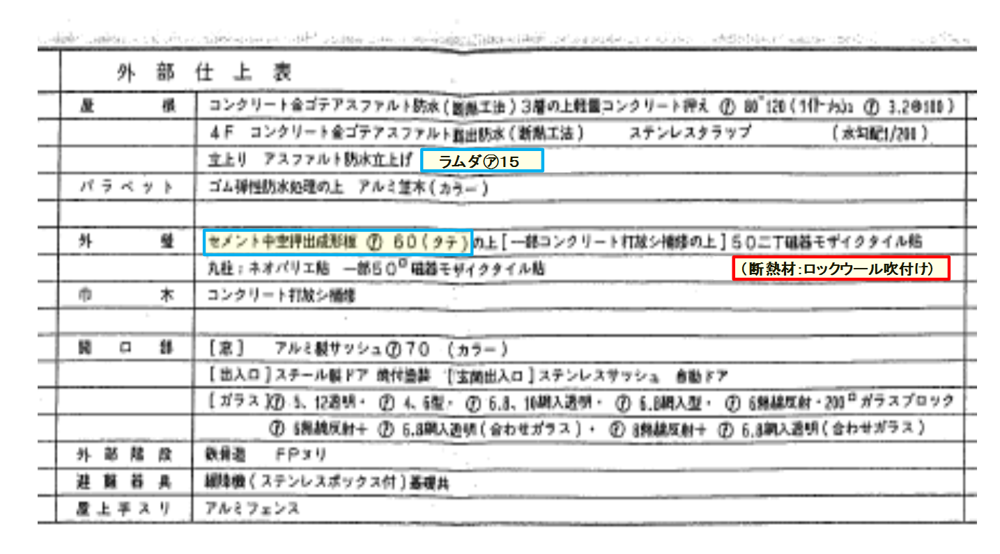 外部仕上表
屋根 コンクリート金ゴテアスファルト防水(断熱工法)3層の上軽量コンクリート押え ㋐ 80~120(ワイヤーメッシュ ㋐ 3.2@100)
4F コンクリート金ゴテアスファルト露出防水(断熱工法) ステンレスタラップ (水勾配1/200)
立上り アスファルト防水立上げ ラムダ㋐15
パラペット ゴム弾性防水処理の上 アルミ笠木(カラー)
外壁 セメント中空押出成形板 ㋐ 60(タテ)の上[一部コンクリート打放シ補修の上]50二丁磁器モザイクタイル貼
丸柱:ネオパリエ貼 一部50□磁器モザイクタイル貼 (断熱材:ロックウール吹付け)
巾木 コンクリート打放シ補修
開口部 [窓] アルミ製サッシュ㋐70 (カラー)
[出入口]スチール製ドア 焼付塗装 [玄関出入口]ステンレスサッシュ 自動ドア
[ガラス]㋐ 5、12透明・ ㋐ 4、6型・ ㋐ 6.8、10網入透明・ ㋐ 6.8網入型・ ㋐ 6熱線反射・200□ガラスブロック
㋐ 6熱線反射+ ㋐ 6.8網入透明(合わせガラス)・ ㋐ 8熱線反射+ ㋐ 6.8網入透明(合わせガラス)
外部階段 鉄骨造 FPヌリ
避難器具 緩降機(ステンレスボックス付)基礎共
屋上手スリ アルミフェンス